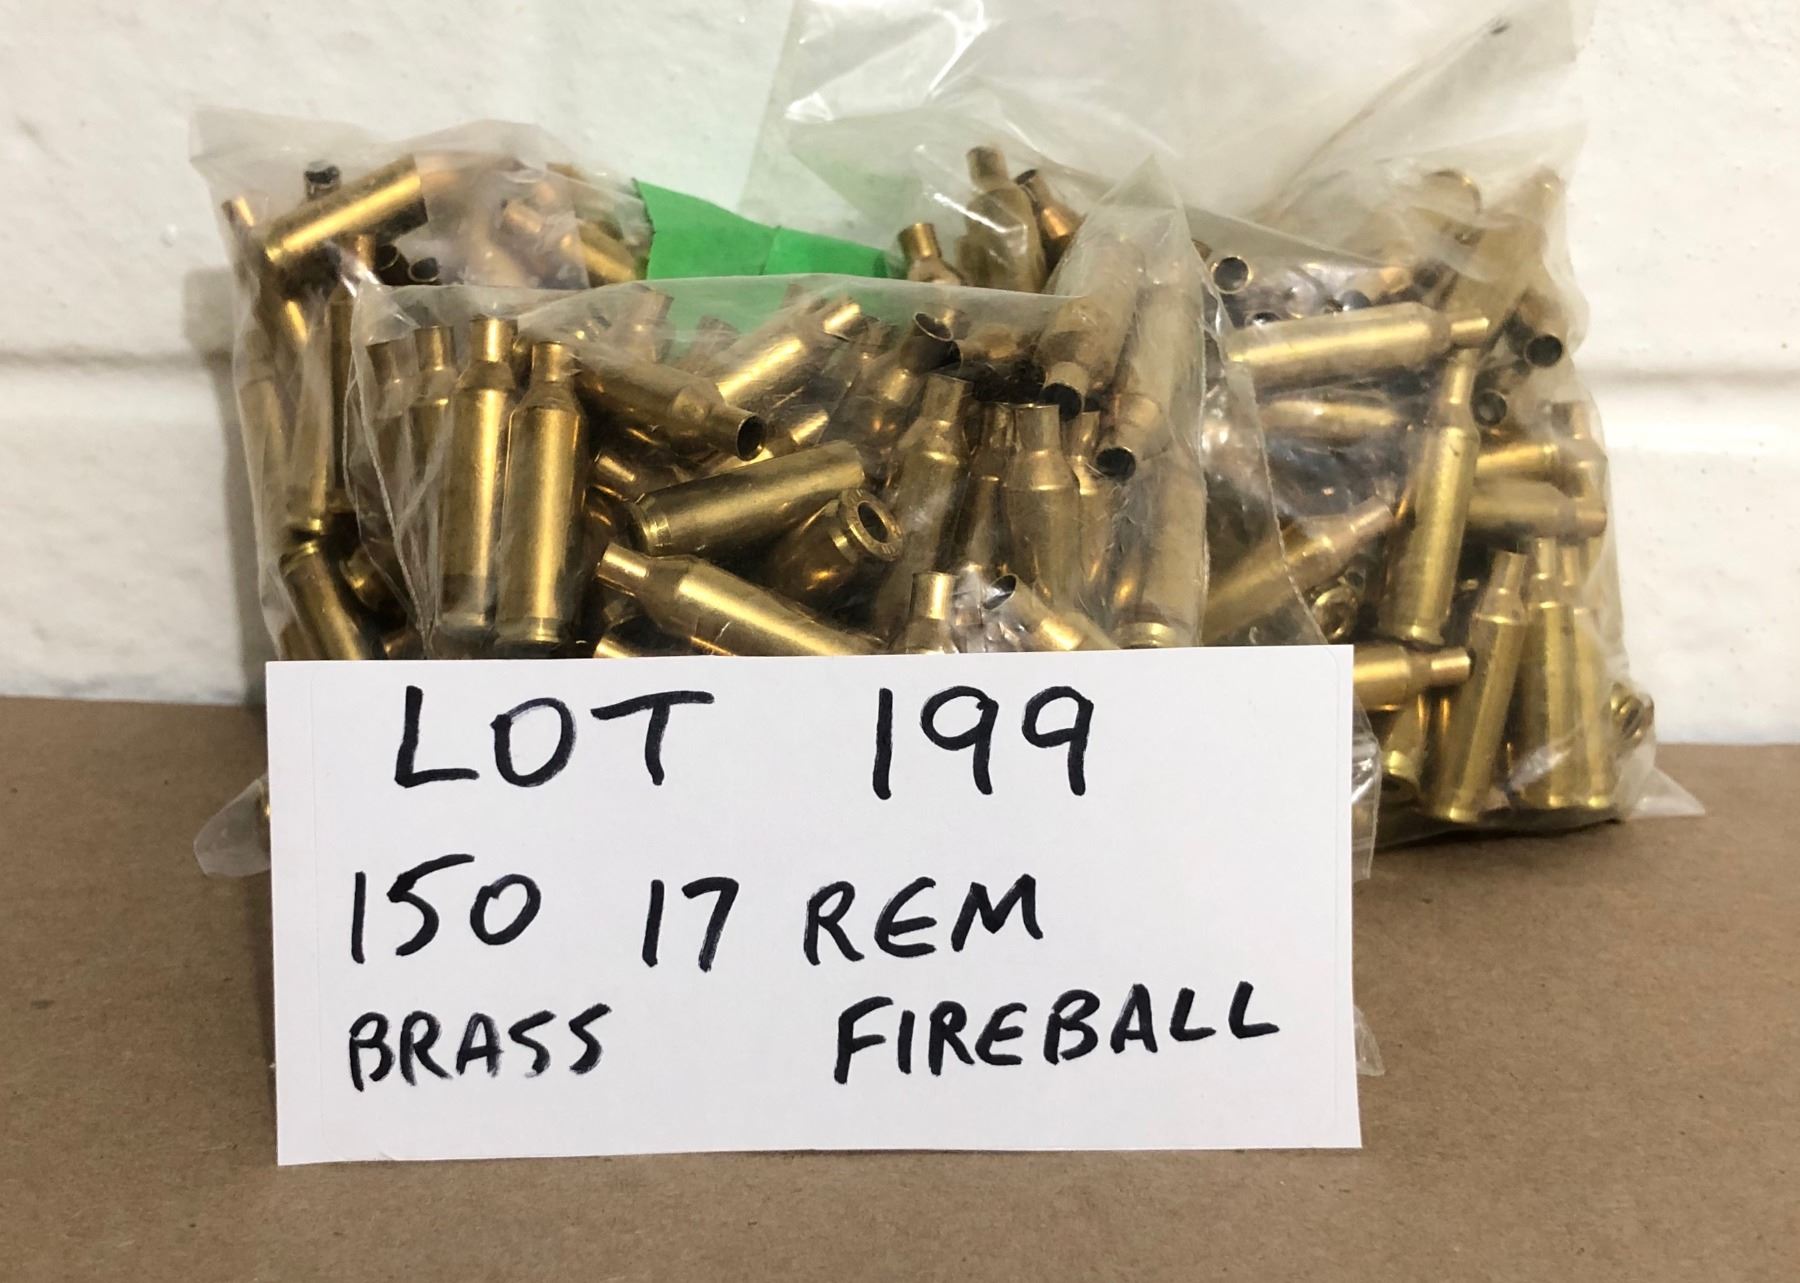 LOT 199
150 17 REM
BRASS FIREBALL